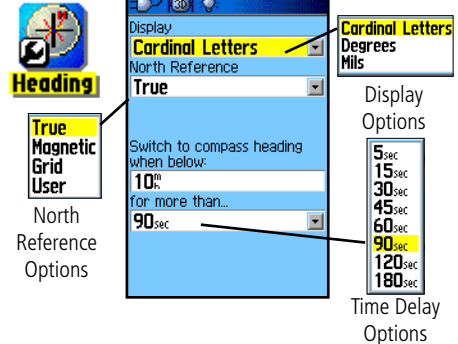 3D
Heading
Display
Cardinal Letters
North Reference
True
Switch to compass heading
when below:
10 m/h
for more than...
90sec
Cardinal Letters
Degrees
Mils
Display
Options
True
Magnetic
Grid
User
North
Reference
Options
5sec
15sec
30sec
45sec
60sec
90sec
120sec
180sec
Time Delay
Options